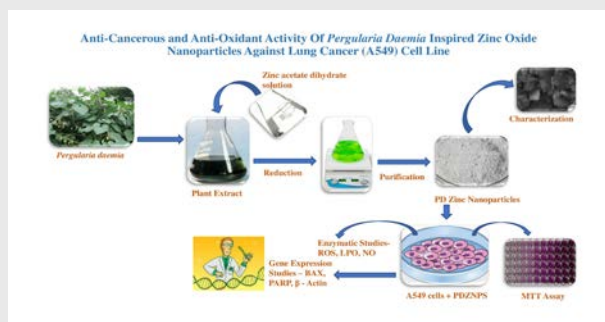 Anti-Cancerous and Anti-Oxidant Activity Of Pergularia Daemia Inspired Zinc Oxide
Nanoparticles Against Lung Cancer (A549) Cell Line
Zinc acetate dihydrate
solution
Characterization
Pergularia daemia
Reduction
Purification
Plant Extract
PD Zinc Nanoparticles
Enzymatic Studies-
ROS, LPO, NO
Gene Expression
Studies – BAX,
PARP, β - Actin
A549 cells + PDZNPS
MTT Assay